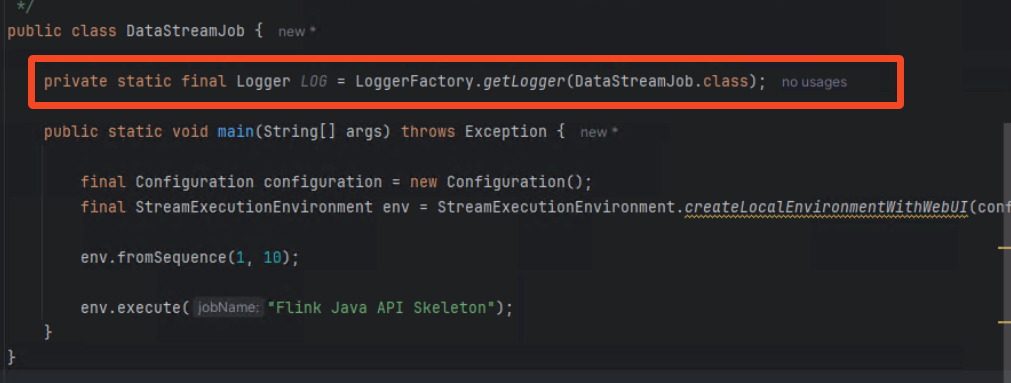 */
public class DataStreamJob { new *
private static final Logger LOG = LoggerFactory.getLogger(DataStreamJob.class); no usages
public static void main(String[] args) throws Exception { new *
final Configuration configuration = new Configuration();
final StreamExecutionEnvironment env = StreamExecutionEnvironment.createLocalEnvironmentWithWebUI(conf
env.fromSequence(1, 10);
env.execute( jobName: "Flink Java API Skeleton");
}
}